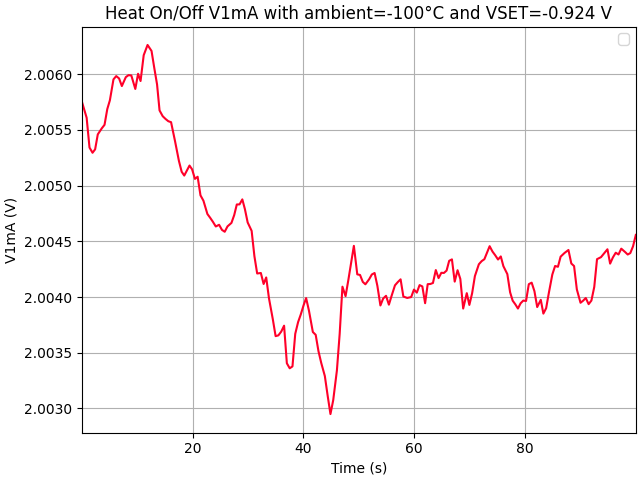 Heat On/Off V1mA with ambient=-100°C and VSET=-0.924 V
2.0060
2.0055
2.0050
2.0045
2.0040
2.0035
2.0030
V1mA (V)
20 40 60 80
Time (s)